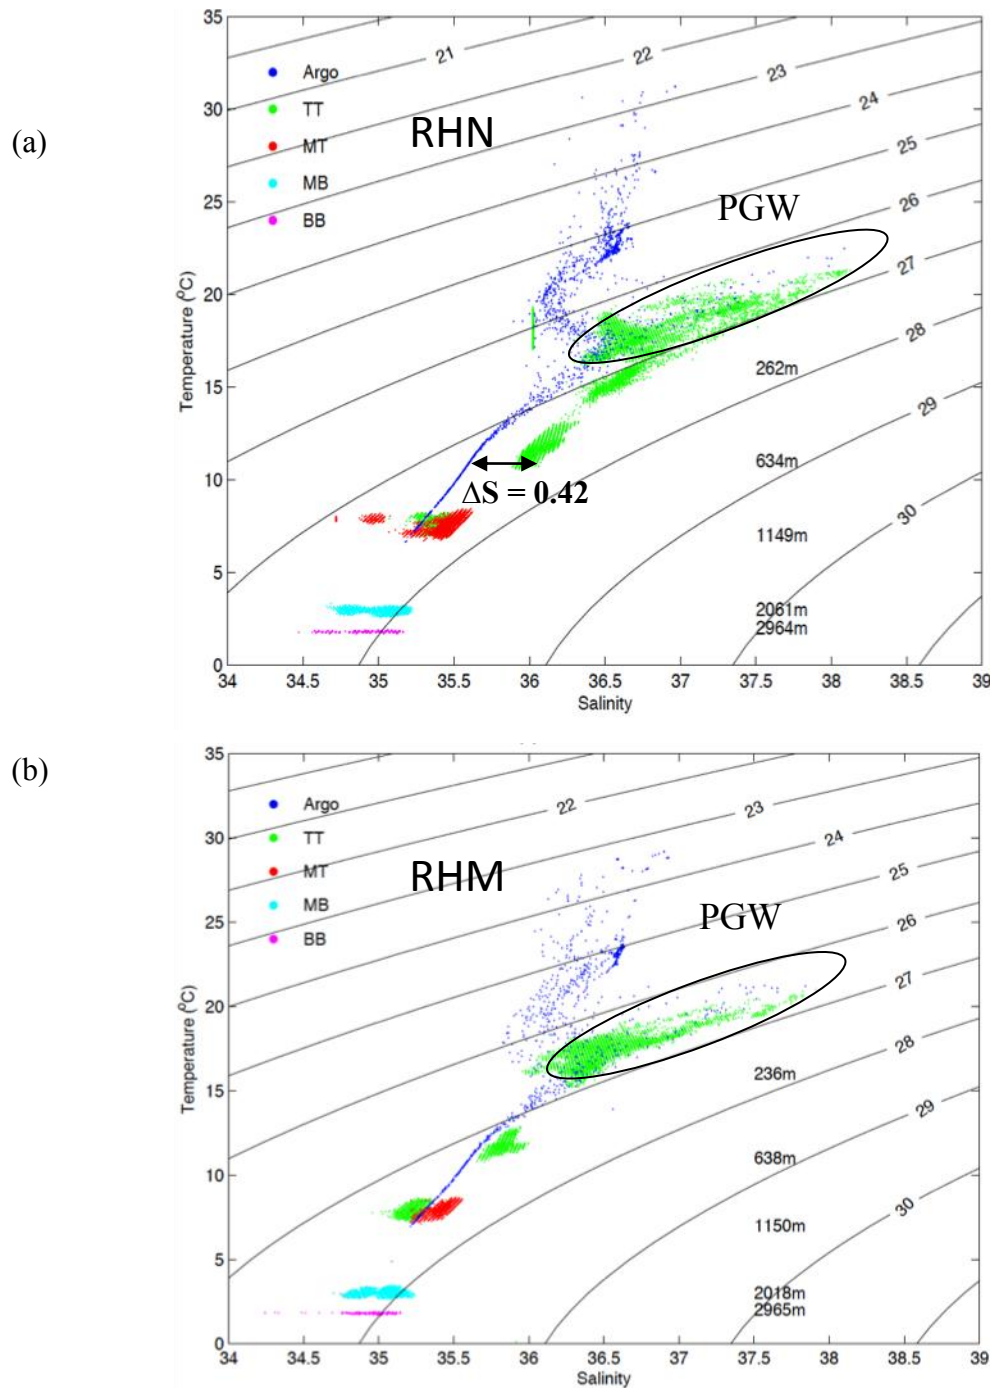 (a)
35
30
25
20
15
10
5
0
Temperature (⁰C)
Argo
TT
MT
MB
BB
RHN
PGW
21
22
23
24
25
26
27
28
29
30
262m
634m
1149m
2061m
2964m
ΔS = 0.42
34 34.5 35 35.5 36 36.5 37 37.5 38 38.5 39
Salinity
(b)
35
30
25
20
15
10
5
0
Temperature (⁰C)
Argo
TT
MT
MB
BB
RHM
PGW
22
23
24
25
26
27
28
29
30
236m
638m
1150m
2018m
2965m
34 34.5 35 35.5 36 36.5 37 37.5 38 38.5 39
Salinity